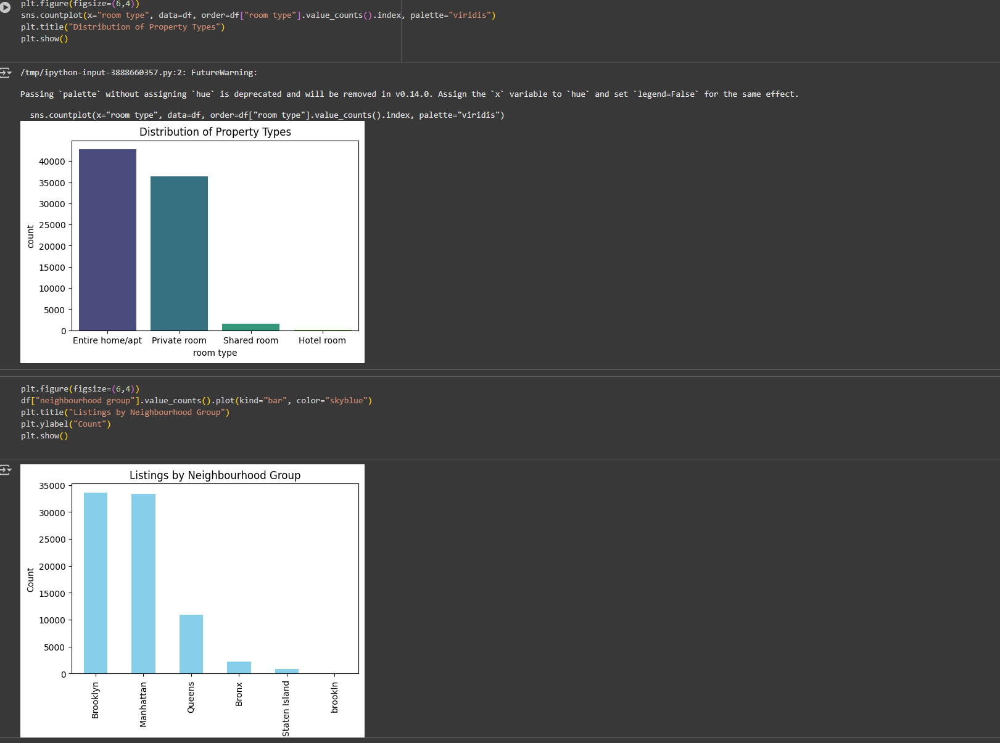 plt.figure(figsize=(6,4))
sns.countplot(x="room type", data=df, order=df["room type"].value_counts().index, palette="viridis")
plt.title("Distribution of Property Types")
plt.show()
/tmp/ipython-input-3888660357.py:2: FutureWarning:
Passing `palette` without assigning `hue` is deprecated and will be removed in v0.14.0. Assign the `x` variable to `hue` and set `legend=False` for the same effect.
sns.countplot(x="room type", data=df, order=df["room type"].value_counts().index, palette="viridis")
Distribution of Property Types
count
40000
35000
30000
25000
20000
15000
10000
5000
0
Entire home/apt Private room Shared room Hotel room
room type
plt.figure(figsize=(6,4))
df["neighbourhood group"].value_counts().plot(kind="bar", color="skyblue")
plt.title("Listings by Neighbourhood Group")
plt.ylabel("Count")
plt.show()
Listings by Neighbourhood Group
Count
35000
30000
25000
20000
15000
10000
5000
0
Brooklyn
Manhattan
Queens
Bronx
Staten Island
brookln